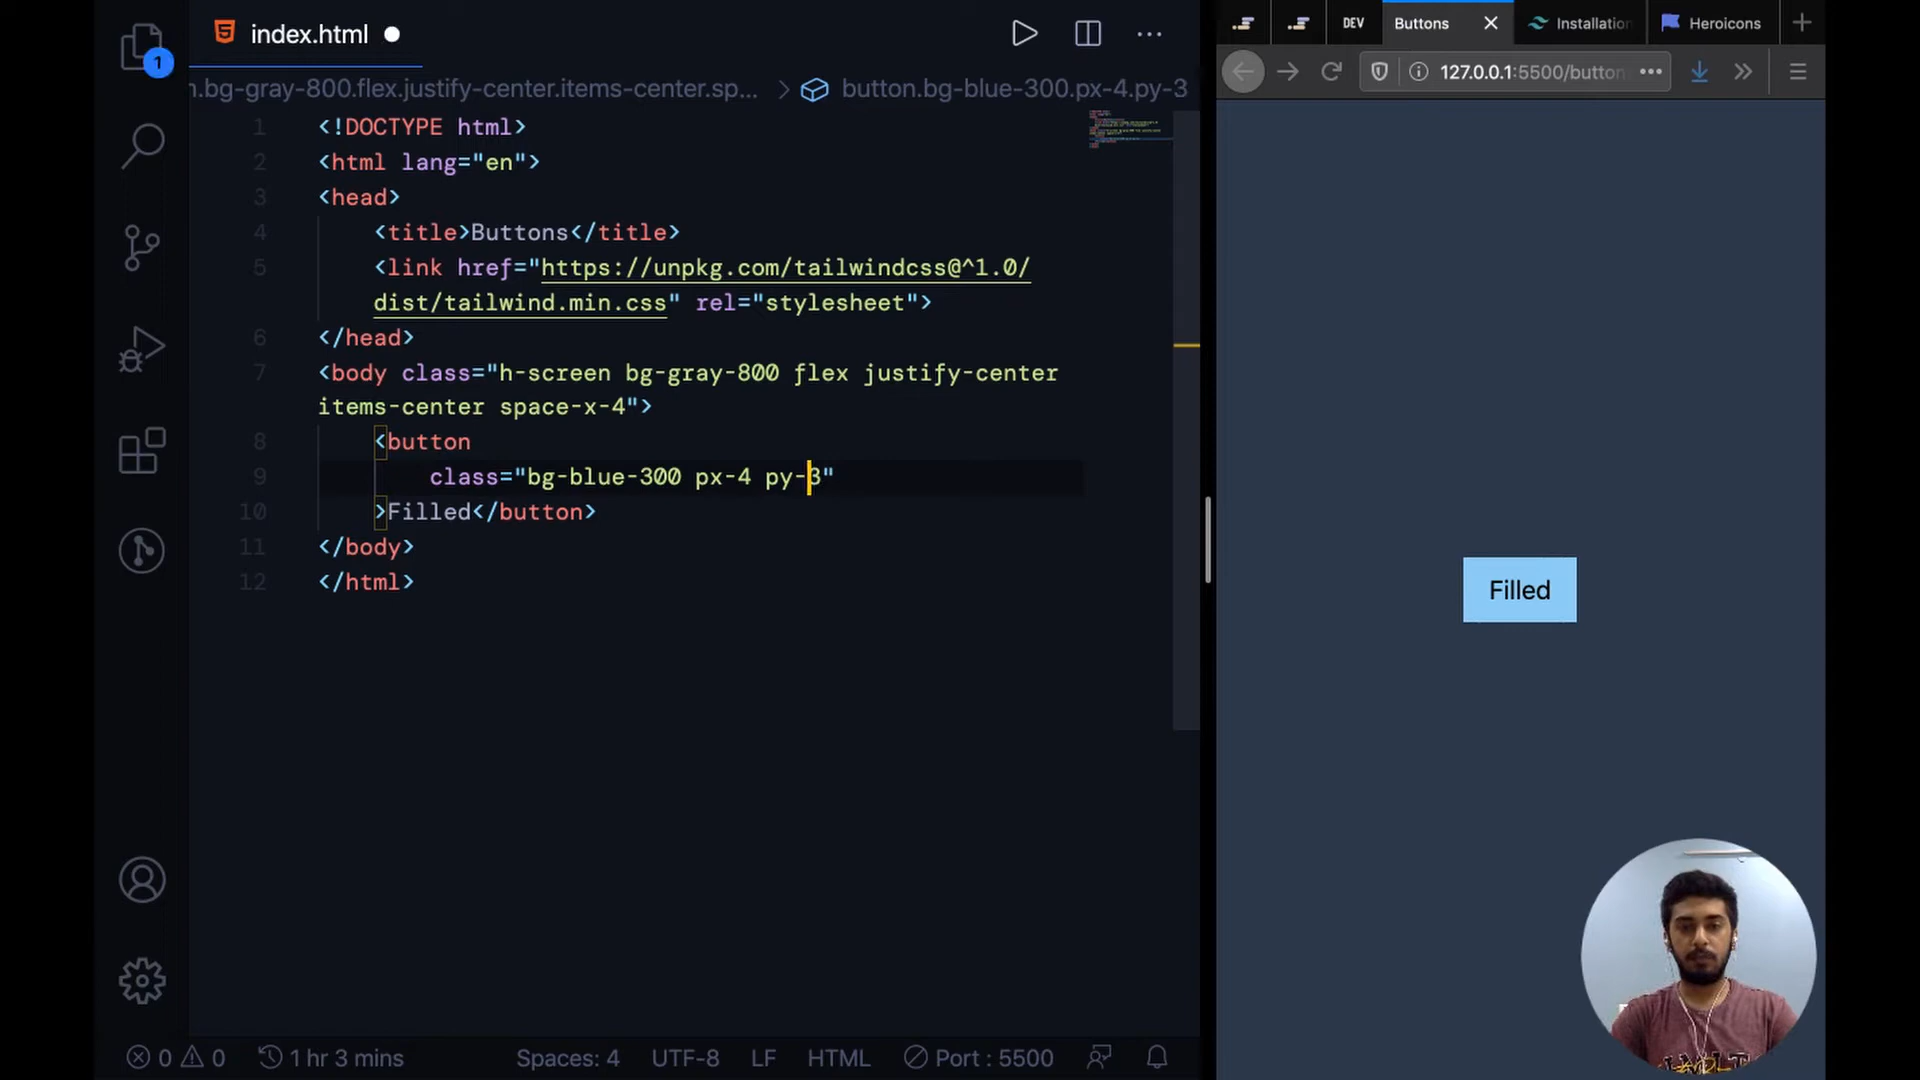 index.html
1
n.bg-gray-800.flex.justify-center.items-center.sp... > button.bg-blue-300.px-4.py-3
1 <!DOCTYPE html>
2 <html lang="en">
3 <head>
4 <title>Buttons</title>
5 <link href="https://unpkg.com/tailwindcss@^1.0/
dist/tailwind.min.css" rel="stylesheet">
6 </head>
7 <body class="h-screen bg-gray-800 flex justify-center
items-center space-x-4">
8 <button
9 class="bg-blue-300 px-4 py-3"
10 >Filled</button>
11 </body>
12 </html>
0 0 1 hr 3 mins Spaces: 4 UTF-8 LF HTML Port : 5500
DEV Buttons Installation Heroicons
127.0.0.1:5500/button
Filled